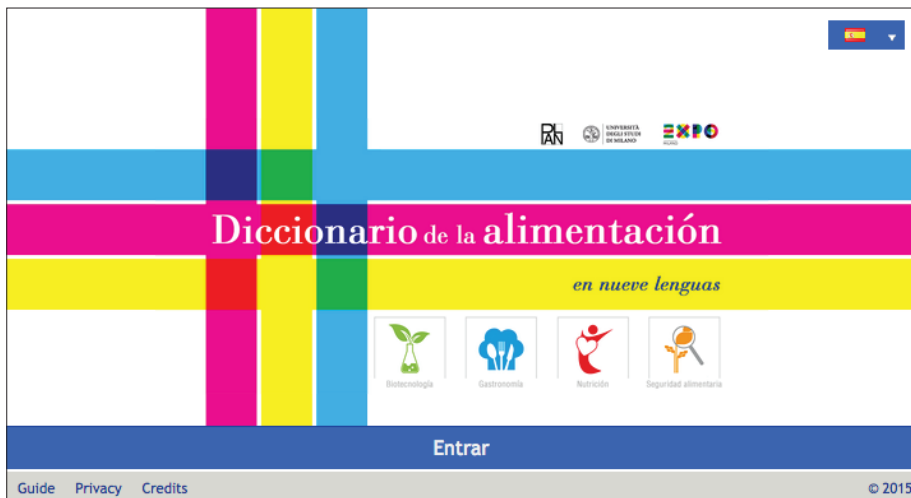 PLAN
UNIVERSITÀ
DEGLI STUDI
DI MILANO
EXPO
Diccionario de la alimentación
en nueve lenguas
Biotecnología
Gastronomía
Nutrición
Seguridad alimentaria
Entrar
Guide Privacy Credits © 2015